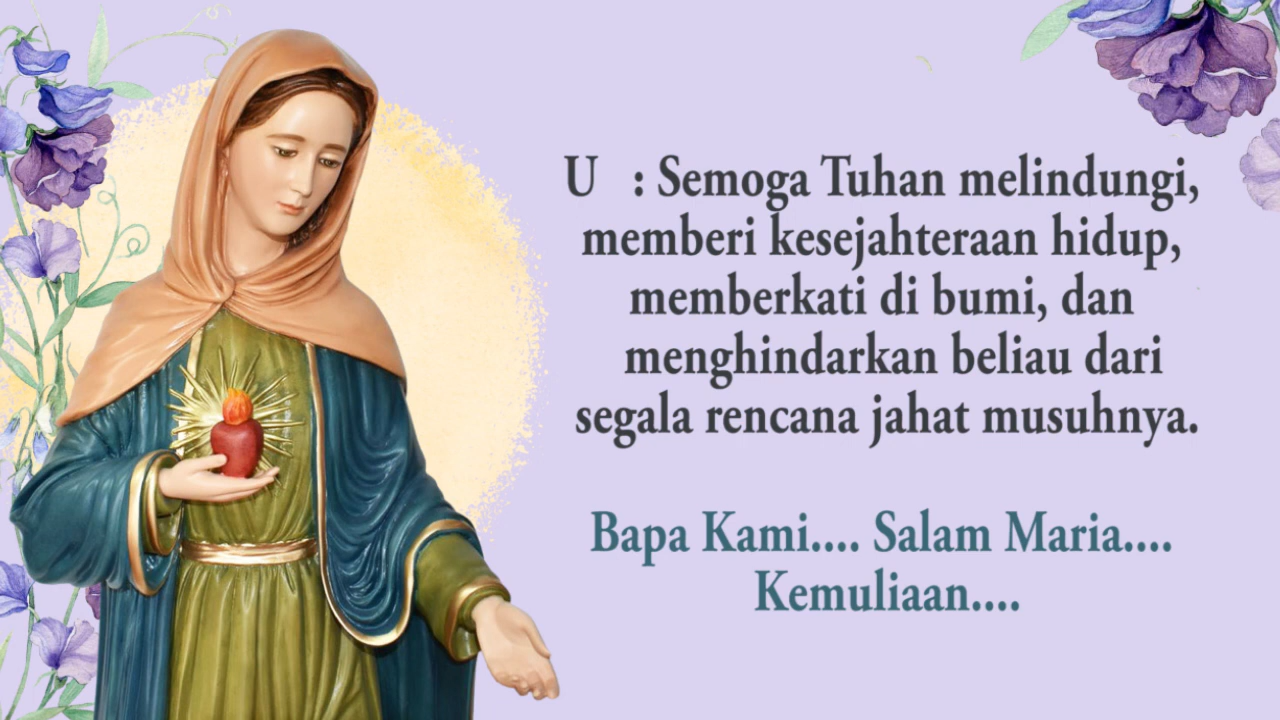 U : Semoga Tuhan melindungi,
memberi kesejahteraan hidup,
memberkati di bumi, dan
menghindarkan beliau dari
segala rencana jahat musuhnya.
Bapa Kami.... Salam Maria....
Kemuliaan....